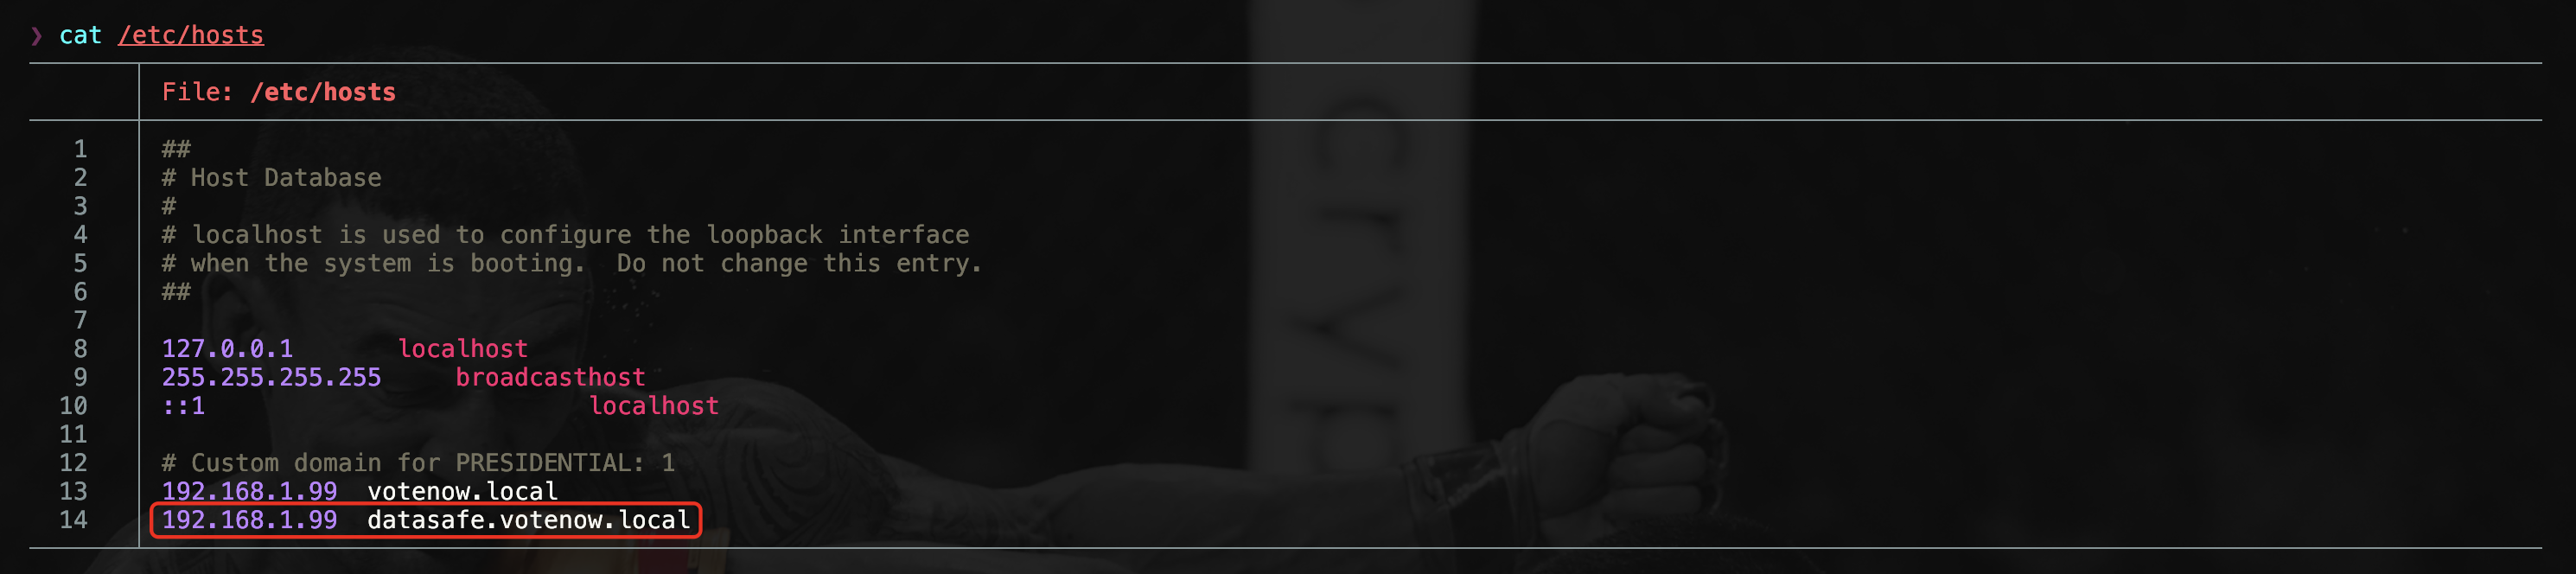 ❯ cat /etc/hosts
File: /etc/hosts
1 ##
2 # Host Database
3 #
4 # localhost is used to configure the loopback interface
5 # when the system is booting.  Do not change this entry.
6 ##
7
8 127.0.0.1 localhost
9 255.255.255.255 broadcasthost
10 ::1 localhost
11
12 # Custom domain for PRESIDENTIAL: 1
13 192.168.1.99 votenow.local
14 192.168.1.99 datasafe.votenow.local